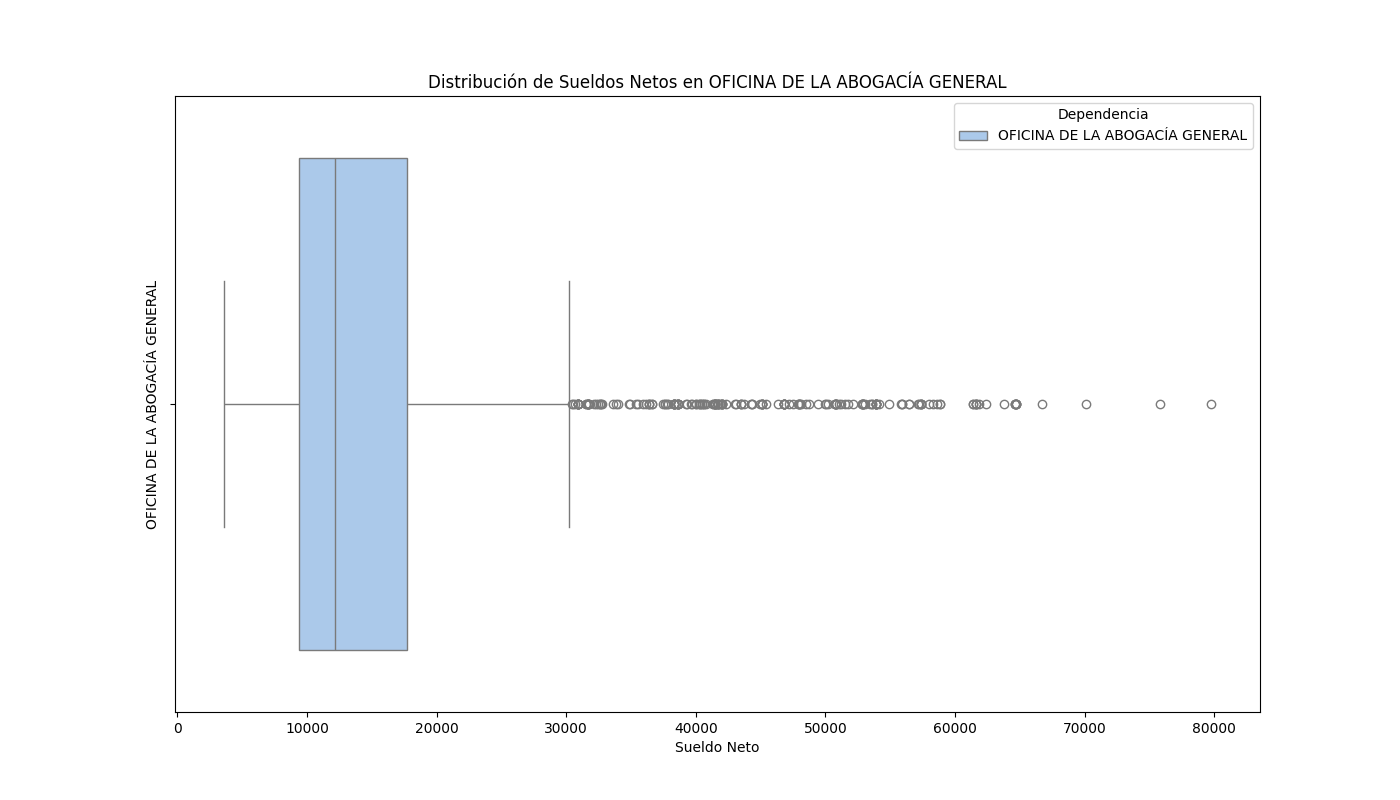 Distribución de Sueldos Netos en OFICINA DE LA ABOGACÍA GENERAL
Dependencia
OFICINA DE LA ABOGACÍA GENERAL
OFICINA DE LA ABOGACÍA GENERAL
0 10000 20000 30000 40000 50000 60000 70000 80000
Sueldo Neto